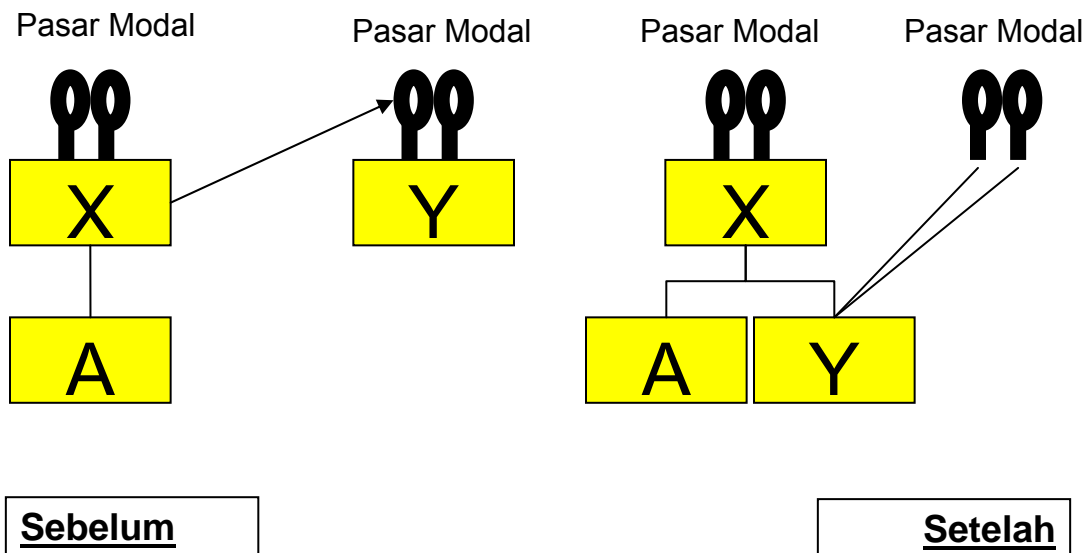 Pasar Modal Pasar Modal Pasar Modal Pasar Modal
X Y X
A A Y
Sebelum Setelah